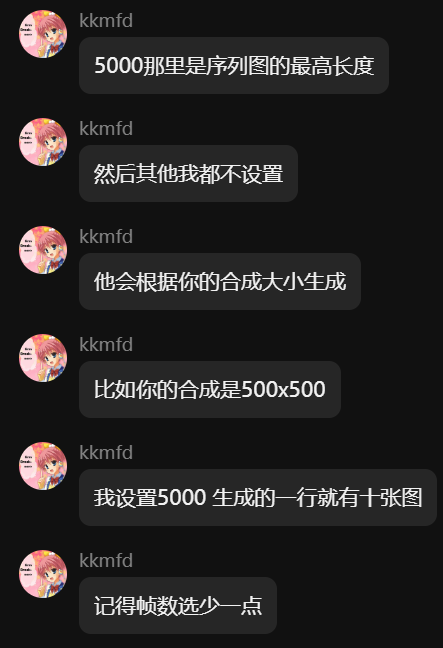 kkmfd
5000那里是序列图的最高长度
kkmfd
然后其他我都不设置
kkmfd
他会根据你的合成大小生成
kkmfd
比如你的合成是500x500
kkmfd
我设置5000 生成的一行就有十张图
kkmfd
记得帧数选少一点